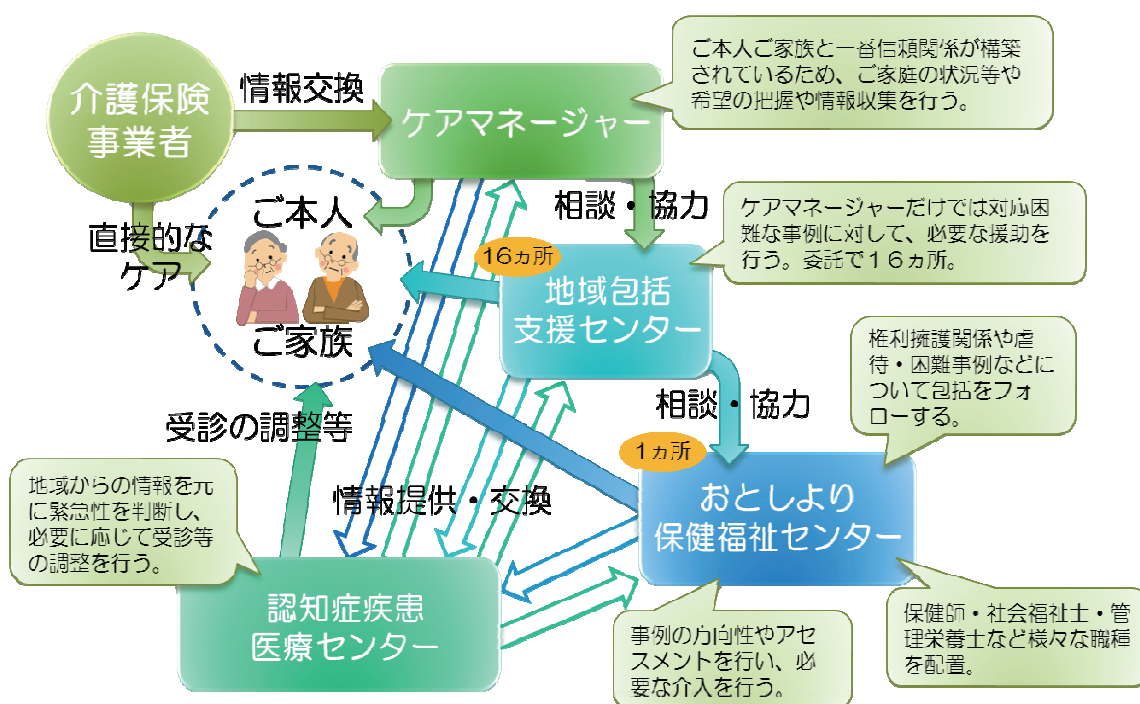 介護保険
事業者
情報交換
ケアマネージャー
ご本人ご家族と一番信頼関係が構築
されているため、ご家庭の状況等や
希望の把握や情報収集を行う。
直接的な
ケア
ご本人
ご家族
相談・協力
16ヵ所
地域包括
支援センター
ケアマネージャーだけでは対応困
難な事例に対して、必要な援助を
行う。委託で16ヵ所。
相談・協力
権利擁護関係や虐
待・困難事例などに
ついて包括をフォ
ローする。
受診の調整等
1ヵ所
おとしより
保健福祉センター
情報提供・交換
地域からの情報を元
に緊急性を判断し、
必要に応じて受診等
の調整を行う。
認知症疾患
医療センター
事例の方向性やアセ
スメントを行い、必
要な介入を行う。
保健師・社会福祉士・管
理栄養士など様々な職種
を配置。